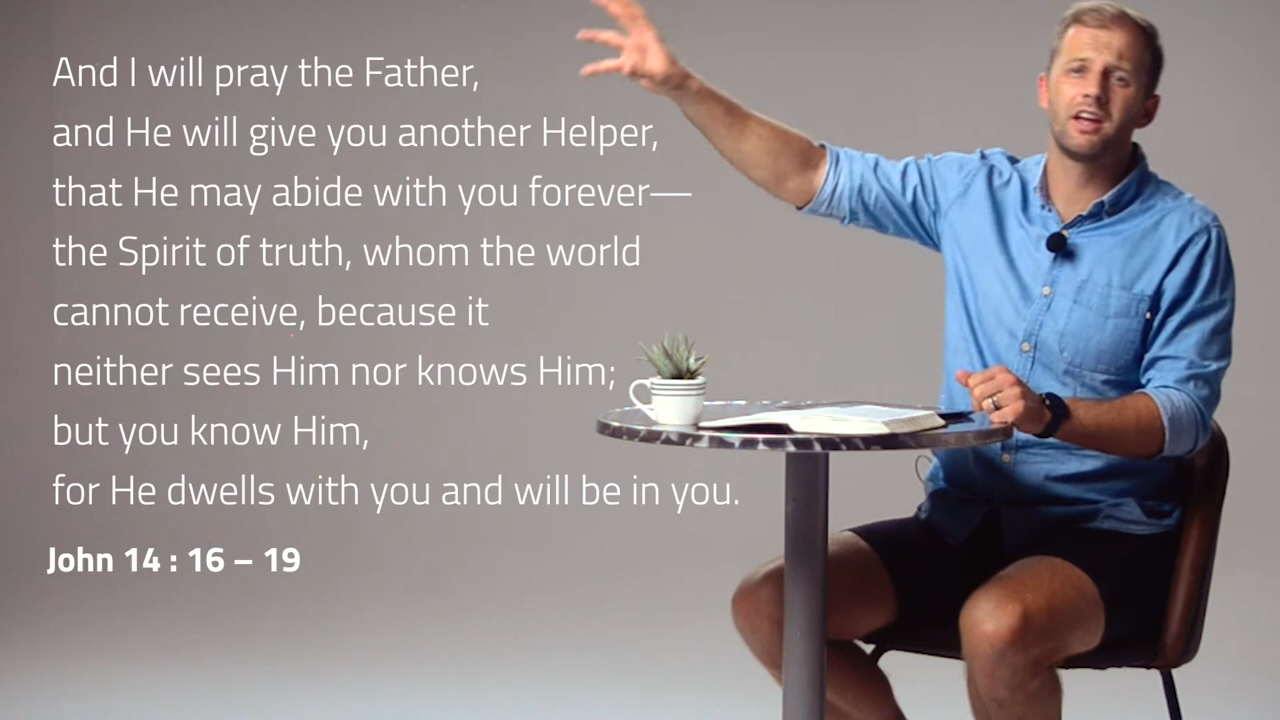 And I will pray the Father,
and He will give you another Helper,
that He may abide with you forever—
the Spirit of truth, whom the world
cannot receive, because it
neither sees Him nor knows Him;
but you know Him,
for He dwells with you and will be in you.
John 14 : 16 – 19